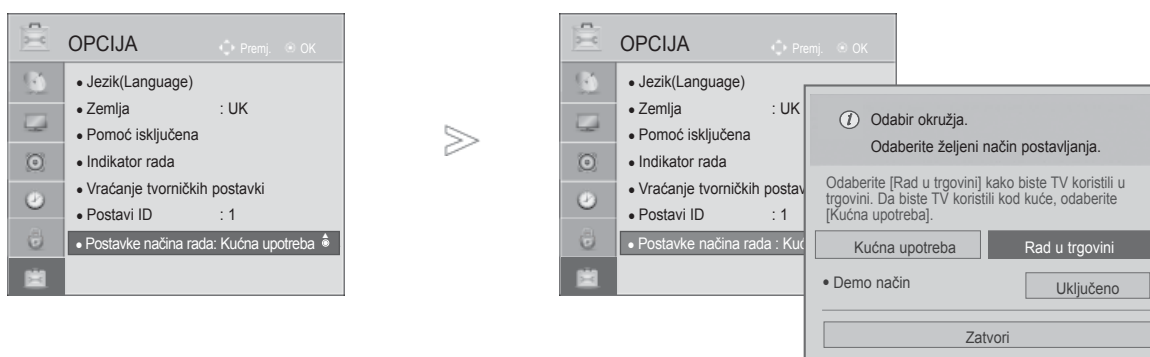 OPCIJA
Premj. OK
• Jezik(Language)
• Zemlja : UK
• Pomoć isključena
• Indikator rada
• Vraćanje tvorničkih postavki
• Postavi ID : 1
• Postavke načina rada: Kućna upotreba
OPCIJA
Premj. OK
• Jezik(Language)
• Zemlja : UK
• Pomoć isključena
• Indikator rada
• Vraćanje tvorničkih postav
• Postavi ID : 1
• Postavke načina rada : Kuć
Odabir okružja.
Odaberite željeni način postavljanja.
Odaberite [Rad u trgovini] kako biste TV koristili u
trgovini. Da biste TV koristili kod kuće, odaberite
[Kućna upotreba].
Kućna upotreba
Rad u trgovini
• Demo način
Uključeno
Zatvori